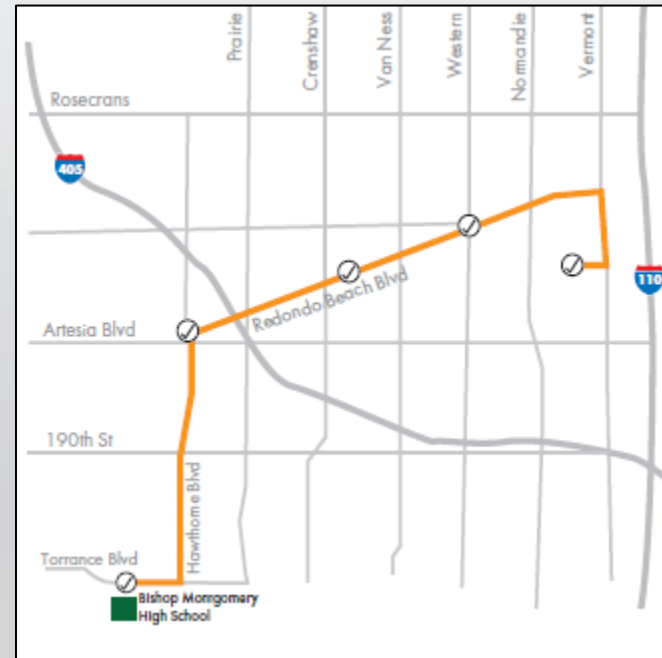 Prairie
Crenshaw
Van Ness
Western
Normandie
Vermont
Rosecrans
405
110
Redondo Beach Blvd
Artesia Blvd
190th St
Hawthorne Blvd
Torrance Blvd
Bishop Montgomery
High School